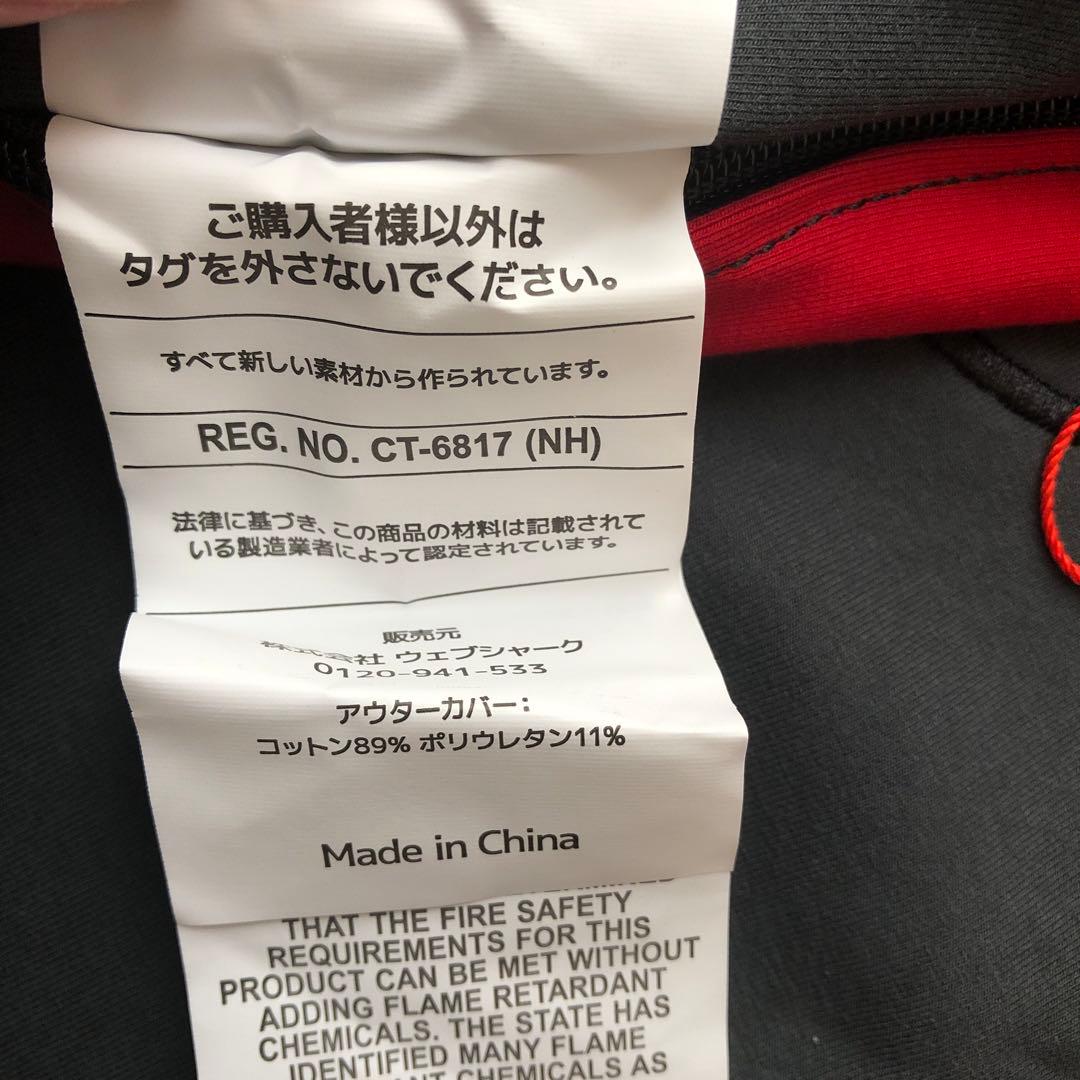 ご購入者様以外は
タグを外さないでください。
すべて新しい素材から作られています。
REG. NO. CT-6817 (NH)
法律に基づき、この商品の材料は記載されて
いる製造業者によって認定されています。
販売元
株式会社 ウェブシャーク
0120-941-533
アウターカバー:
コットン89% ポリウレタン11%
Made in China
THAT THE FIRE SAFETY
REQUIREMENTS FOR THIS
PRODUCT CAN BE MET WITHOUT
ADDING FLAME RETARDANT
CHEMICALS. THE STATE HAS
IDENTIFIED MANY FLAME
CHEMICALS AS